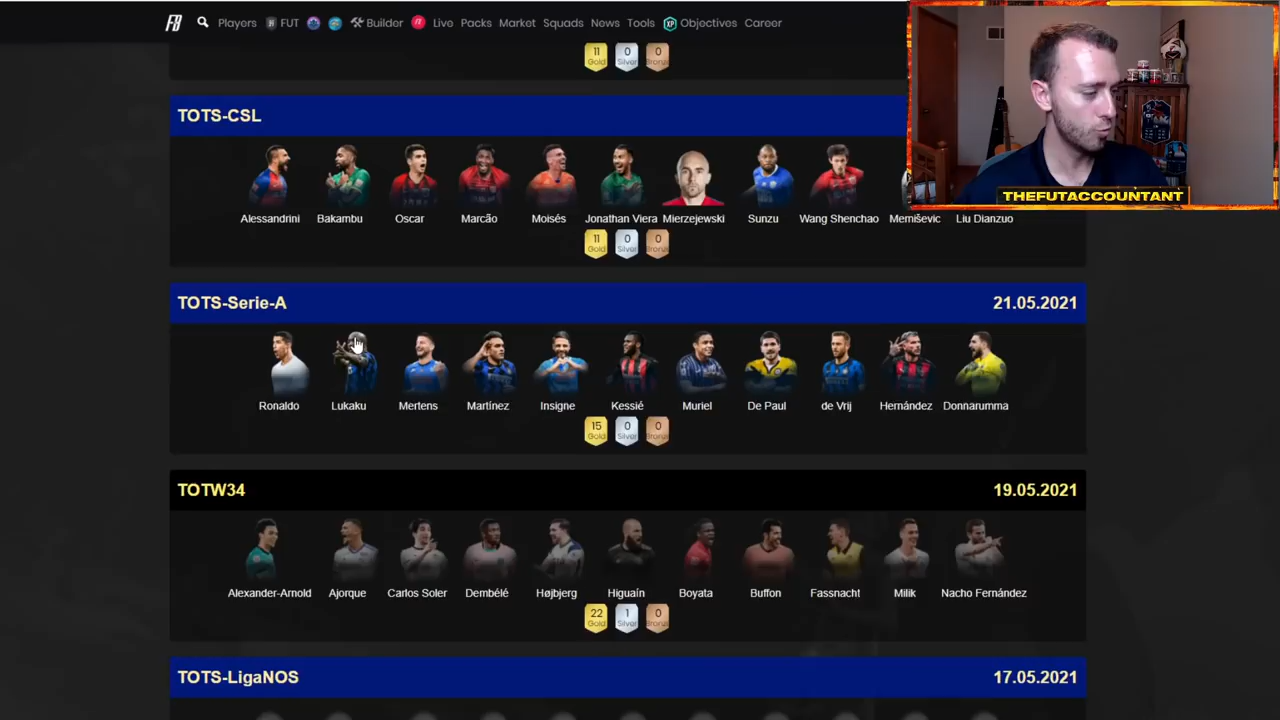 Players FUT Builder Live Packs Market Squads News Tools XP Objectives Career
11 Gold 0 Silver 0 Bronze
TOTS-CSL
THEFUTACCOUNTANT
Alessandrini Bakambu Oscar Marcão Moisés Jonathan Viera Mierzejewski Sunzu Wang Shenchao Memišević Liu Dianzuo
11 Gold 0 Silver 0 Bronze
TOTS-Serie-A 21.05.2021
Ronaldo Lukaku Mertens Martínez Insigne Kessié Muriel De Paul de Vrij Hernández Donnarumma
15 Gold 0 Silver 0 Bronze
TOTW34 19.05.2021
Alexander-Arnold Ajorque Carlos Soler Dembélé Højbjerg Higuaín Boyata Buffon Fassnacht Milik Nacho Fernández
22 Gold 1 Silver 0 Bronze
TOTS-LigaNOS 17.05.2021